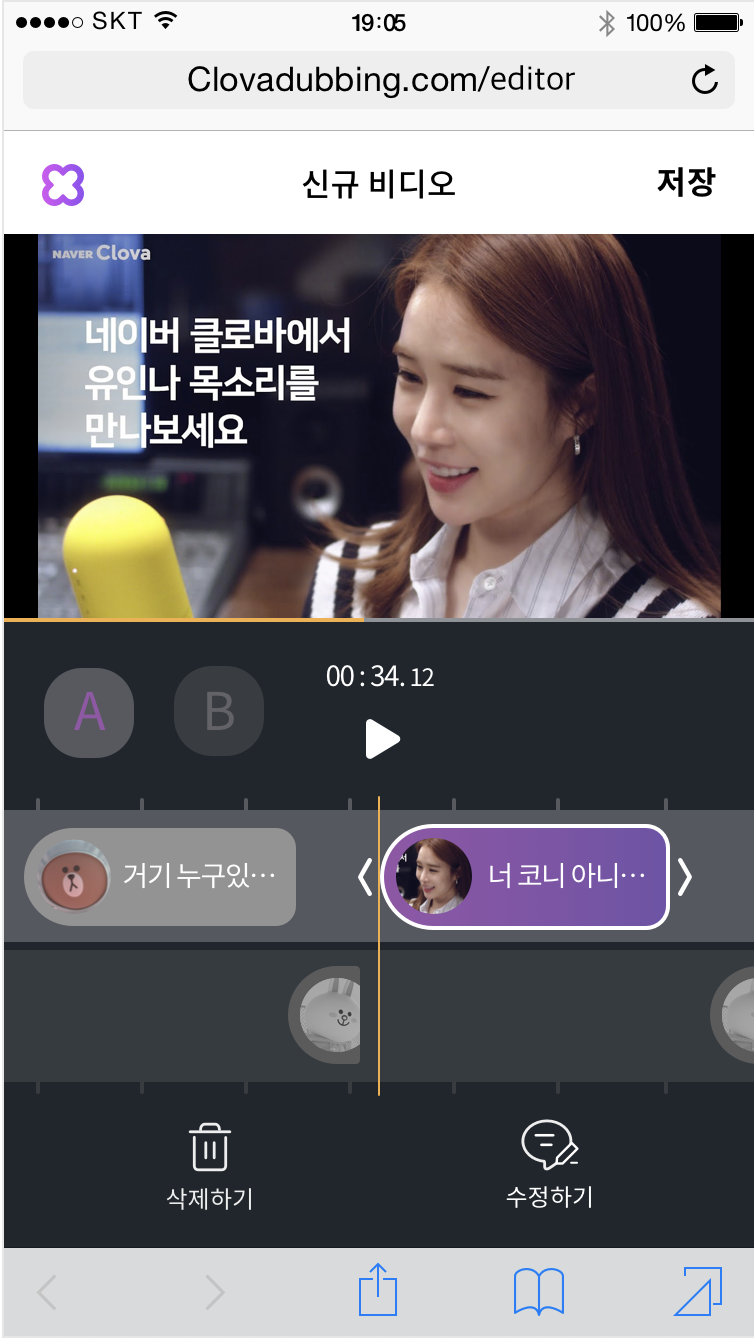 SKT 19:05 100%
Clovadubbing.com/editor
신규 비디오 저장
NAVER Clova
네이버 클로바에서
유인나 목소리를
만나보세요
00:34.12
A B
거기 누구있⋯ 너 코니 아니⋯
삭제하기 수정하기